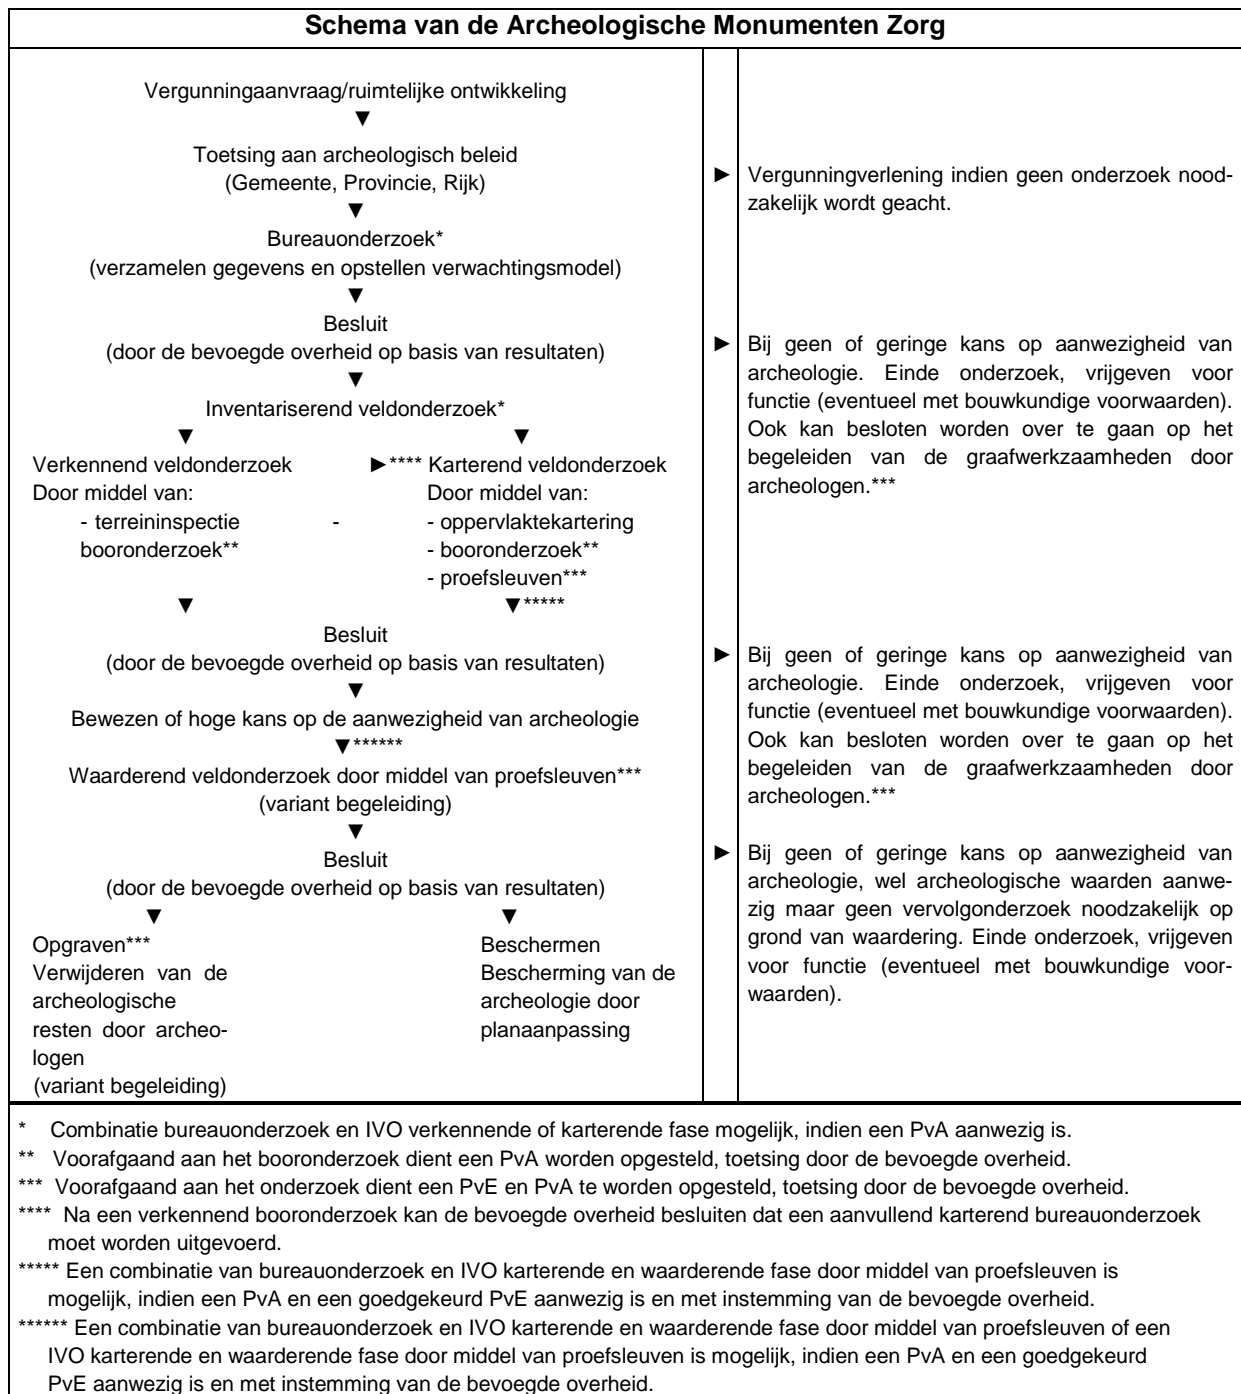 Schema van de Archeologische Monumenten Zorg
Vergunningaanvraag/ruimtelijke ontwikkeling
▼
Toetsing aan archeologisch beleid
(Gemeente, Provincie, Rijk)
▼
Bureauonderzoek*
(verzamelen gegevens en opstellen verwachtingsmodel)
▼
Besluit
(door de bevoegde overheid op basis van resultaten)
▼
Inventariserend veldonderzoek*
▼ ▼
Verkennend veldonderzoek ►**** Karterend veldonderzoek
Door middel van: Door middel van:
- terreininspectie - - oppervlaktekartering
booronderzoek** - booronderzoek**
- proefsleuven***
▼ ▼*****
Besluit
(door de bevoegde overheid op basis van resultaten)
▼
Bewezen of hoge kans op de aanwezigheid van archeologie
▼******
Waarderend veldonderzoek door middel van proefsleuven***
(variant begeleiding)
▼
Besluit
(door de bevoegde overheid op basis van resultaten)
▼ ▼
Opgraven***
Verwijderen van de
archeologische
resten door archeo-
logen
(variant begeleiding)
Beschermen
Bescherming van de
archeologie door
planaanpassing
► Vergunningverlening indien geen onderzoek nood-
zakelijk wordt geacht.
► Bij geen of geringe kans op aanwezigheid van
archeologie. Einde onderzoek, vrijgeven voor
functie (eventueel met bouwkundige voorwaarden).
Ook kan besloten worden over te gaan op het
begeleiden van de graafwerkzaamheden door
archeologen.***
► Bij geen of geringe kans op aanwezigheid van
archeologie. Einde onderzoek, vrijgeven voor
functie (eventueel met bouwkundige voorwaarden).
Ook kan besloten worden over te gaan op het
begeleiden van de graafwerkzaamheden door
archeologen.***
► Bij geen of geringe kans op aanwezigheid van
archeologie, wel archeologische waarden aanwe-
zig maar geen vervolgonderzoek noodzakelijk op
grond van waardering. Einde onderzoek, vrijgeven
voor functie (eventueel met bouwkundige voor-
waarden).
* Combinatie bureauonderzoek en IVO verkennende of karterende fase mogelijk, indien een PvA aanwezig is.
** Voorafgaand aan het booronderzoek dient een PvA worden opgesteld, toetsing door de bevoegde overheid.
*** Voorafgaand aan het onderzoek dient een PvE en PvA te worden opgesteld, toetsing door de bevoegde overheid.
**** Na een verkennend booronderzoek kan de bevoegde overheid besluiten dat een aanvullend karterend bureauonderzoek
moet worden uitgevoerd.
***** Een combinatie van bureauonderzoek en IVO karterende en waarderende fase door middel van proefsleuven is
mogelijk, indien een PvA en een goedgekeurd PvE aanwezig is en met instemming van de bevoegde overheid.
****** Een combinatie van bureauonderzoek en IVO karterende en waarderende fase door middel van proefsleuven of een
IVO karterende en waarderende fase door middel van proefsleuven is mogelijk, indien een PvA en een goedgekeurd
PvE aanwezig is en met instemming van de bevoegde overheid.